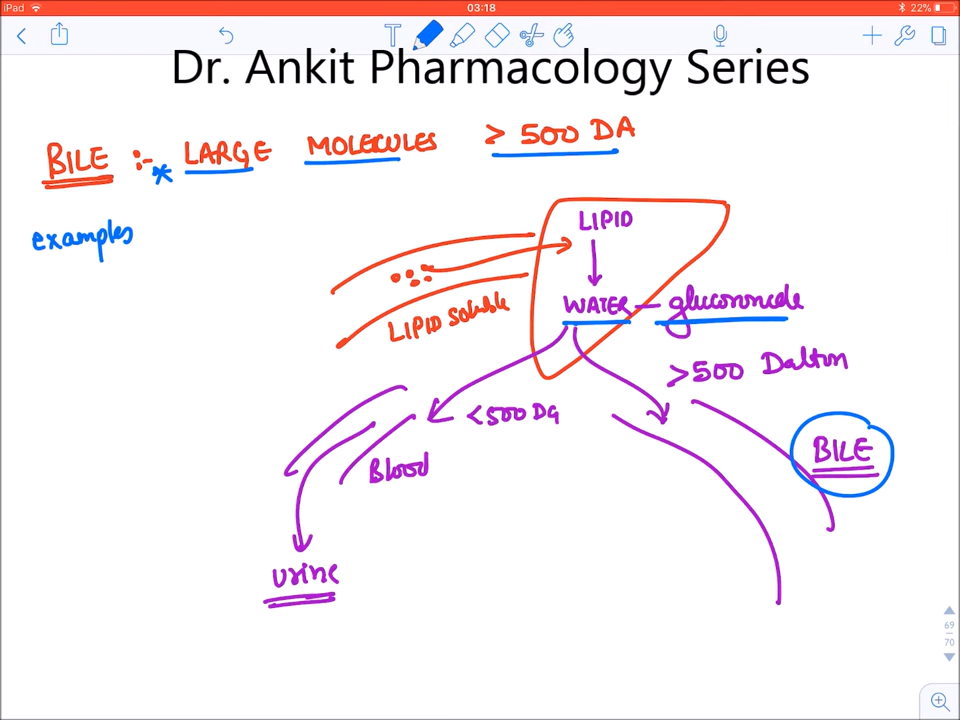 iPad 03:18 22%
T
Dr. Ankit Pharmacology Series
BILE :- * LARGE MOLECULES > 500 DA
examples
LIPID
LIPID soluble
WATER — glucoronede
>500 Dalton
<500 Da
BILE
Blood
urine
69
70